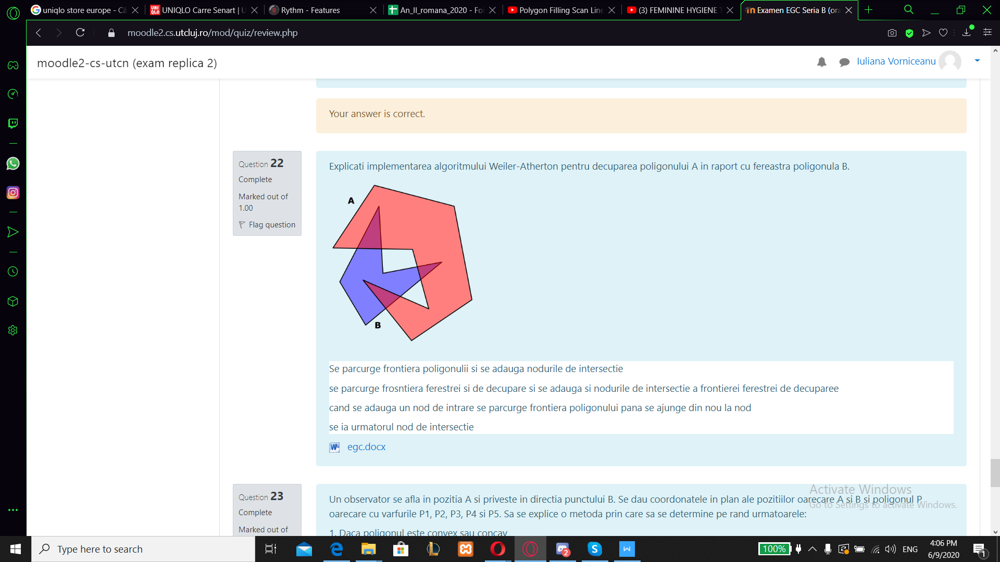 uniqlo store europe - Că
UNIQLO Carre Senart | U
Rythm - Features
An_II_romana_2020 - Foi
Polygon Filling Scan Line
(3) FEMININE HYGIENE T
Examen EGC Seria B (ora
moodle2.cs.utcluj.ro/mod/quiz/review.php
moodle2-cs-utcn (exam replica 2)
Iuliana Vorniceanu
Your answer is correct.
Question 22
Complete
Marked out of
1.00
Flag question
Explicati implementarea algoritmului Weiler-Atherton pentru decuparea poligonului A in raport cu fereastra poligonula B.
A
B
Se parcurge frontiera poligonulii si se adauga nodurile de intersectie
se parcurge frosntiera ferestrei si de decupare si se adauga si nodurile de intersectie a frontierei ferestrei de decuparee
cand se adauga un nod de intrare se parcurge frontiera poligonului pana se ajunge din nou la nod
se ia urmatorul nod de intersectie
egc.docx
Question 23
Complete
Marked out of
Un observator se afla in pozitia A si priveste in directia punctului B. Se dau coordonatele in plan ale pozitiilor oarecare A si B si poligonul P
oarecare cu varfurile P1, P2, P3, P4 si P5. Sa se explice o metoda prin care sa se determine pe rand urmatoarele:
1. Daca poligonul este convex sau concav
Activate Windows
Go to Settings to activate Windows.
Type here to search
100%
ENG
4:06 PM
6/9/2020